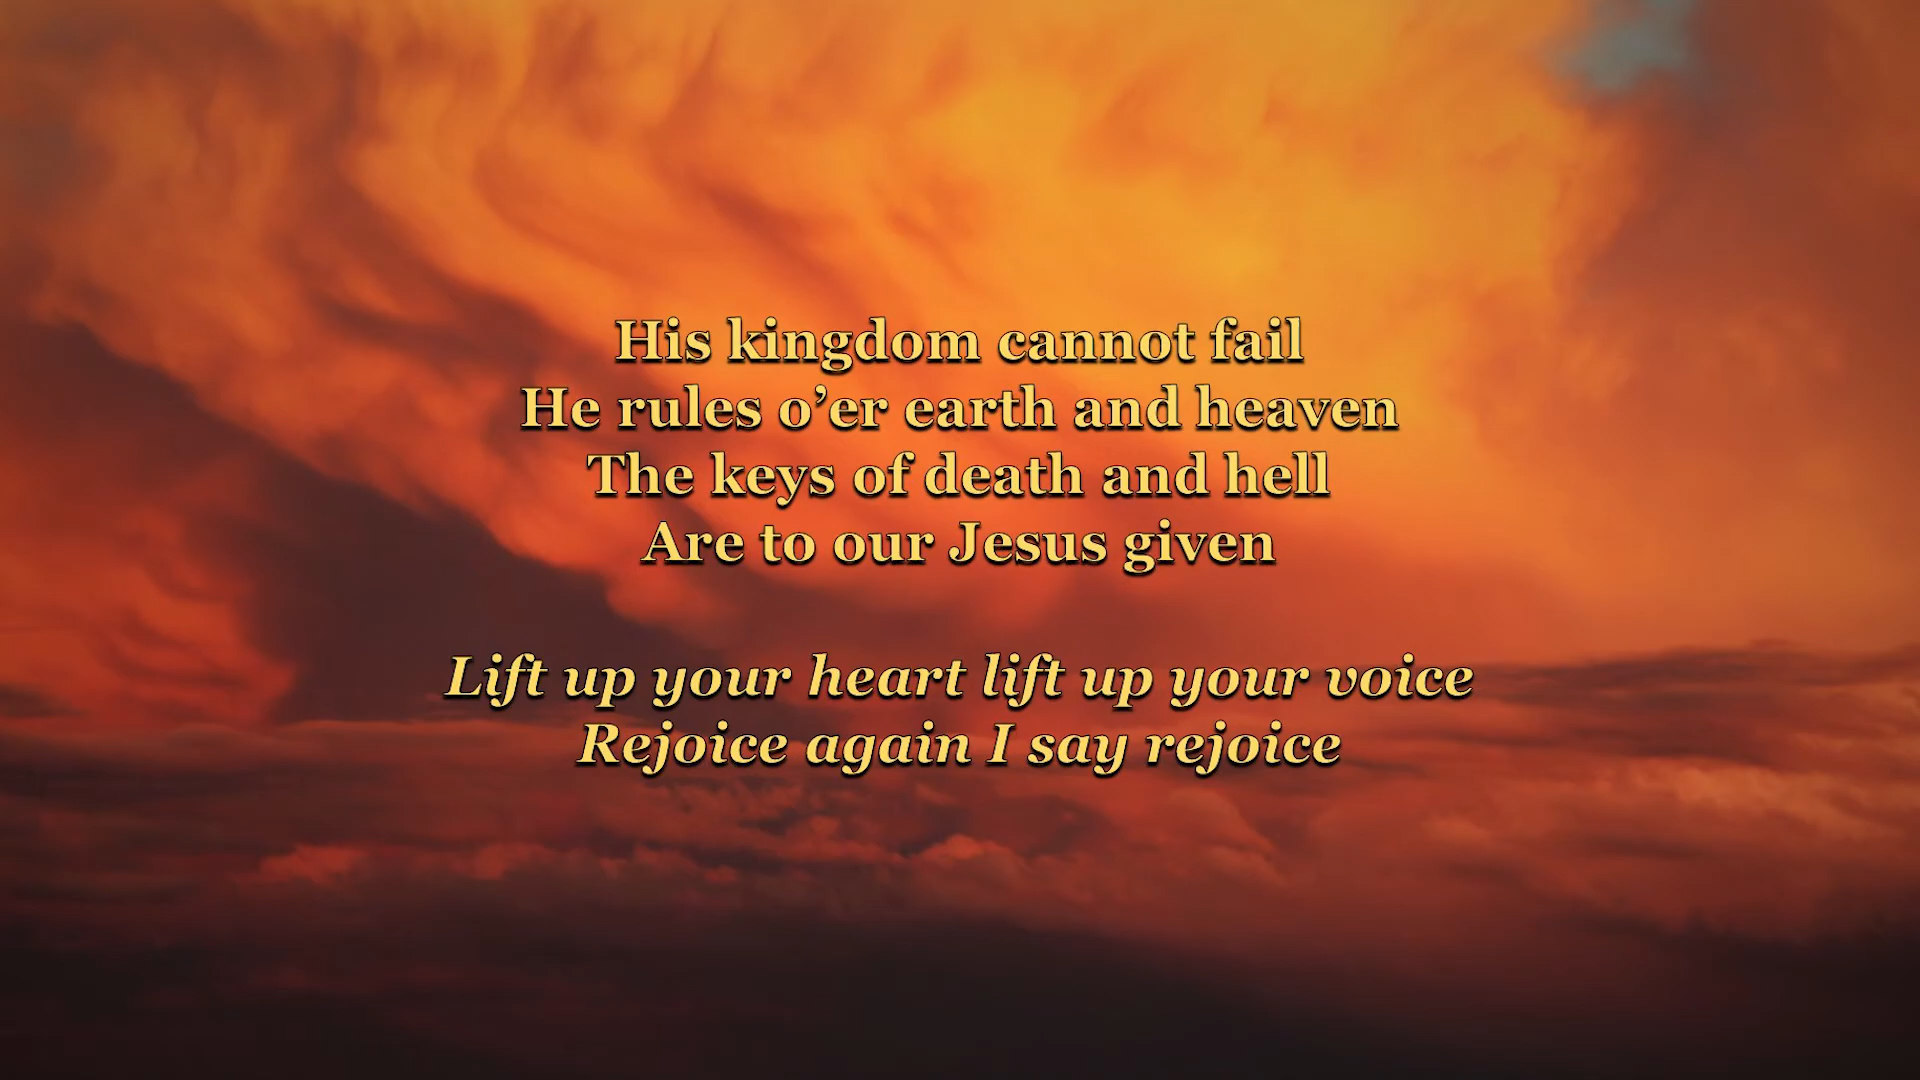 His kingdom cannot fail
He rules o’er earth and heaven
The keys of death and hell
Are to our Jesus given
Lift up your heart lift up your voice
Rejoice again I say rejoice